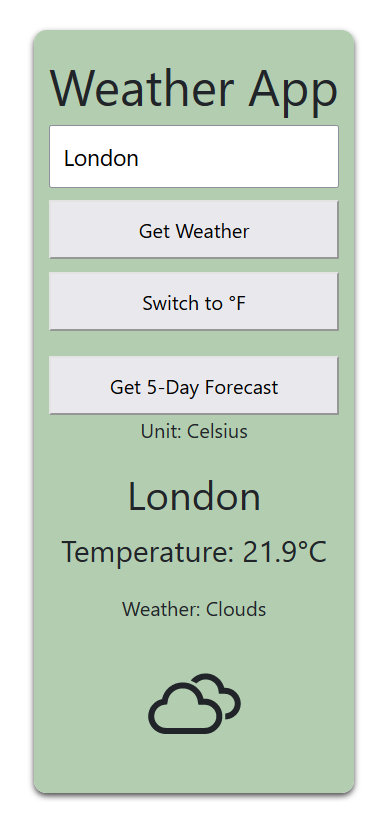 Weather App
London
Get Weather
Switch to °F
Get 5-Day Forecast
Unit: Celsius
London
Temperature: 21.9°C
Weather: Clouds